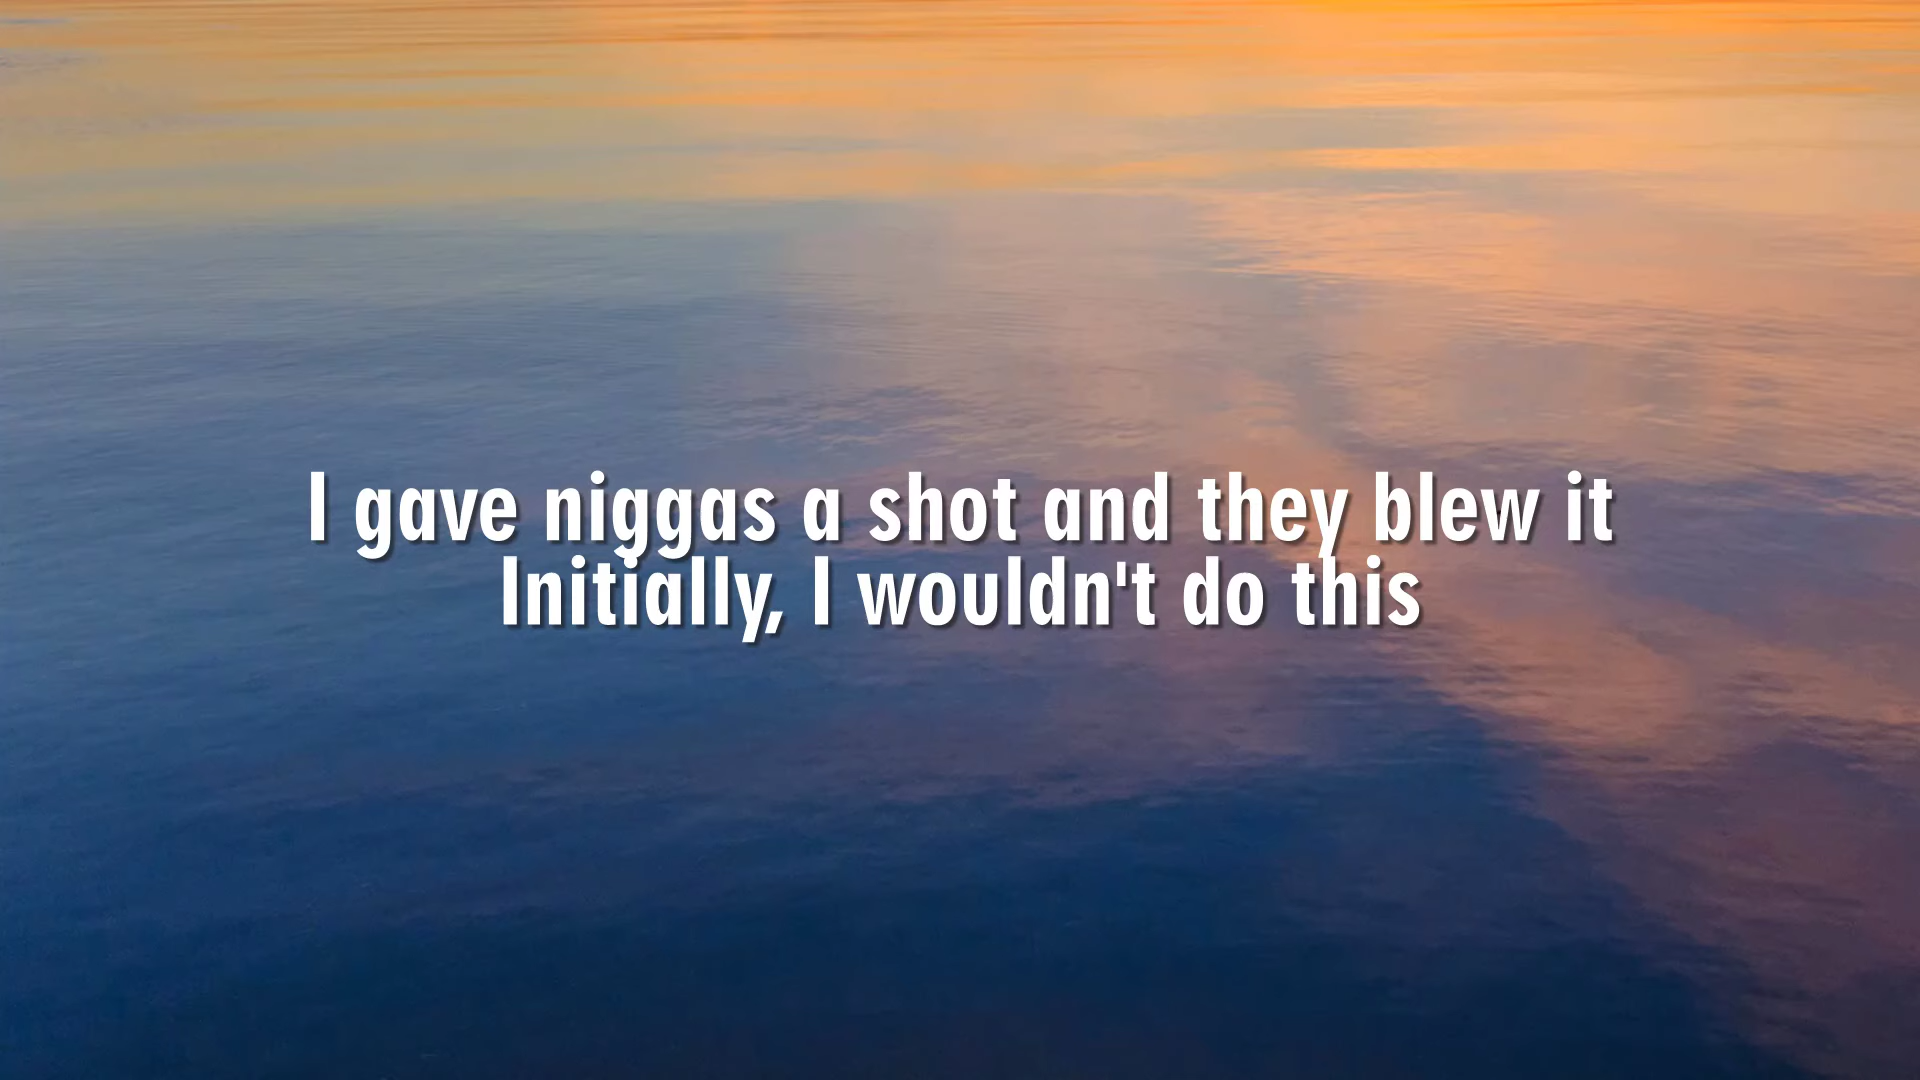 I gave niggas a shot and they blew it
Initially, I wouldn't do this